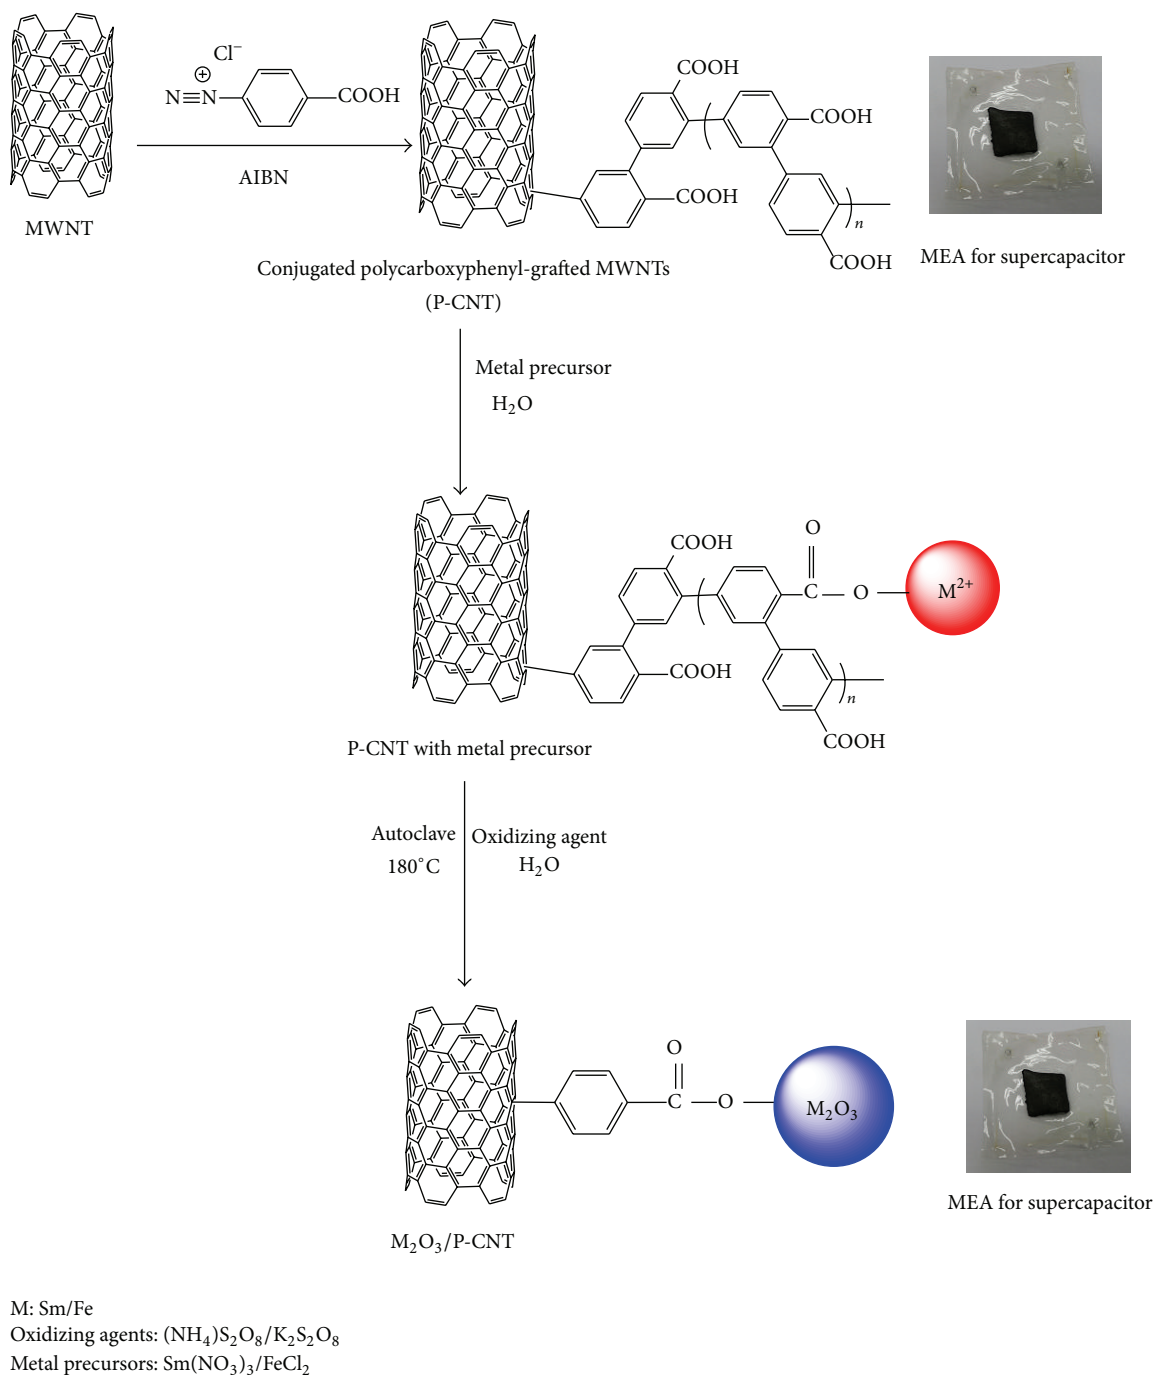 Cl⁻
N≡N
⊕
COOH
AIBN
MWNT
COOH
COOH
COOH
n
COOH
Conjugated polycarboxyphenyl-grafted MWNTs
(P-CNT)
MEA for supercapacitor
Metal precursor
H₂O
COOH
O
C
O
M²⁺
COOH
n
COOH
P-CNT with metal precursor
Autoclave
180°C
Oxidizing agent
H₂O
O
C
O
M₂O₃
M₂O₃/P-CNT
MEA for supercapacitor
M: Sm/Fe
Oxidizing agents: (NH₄)S₂O₈/K₂S₂O₈
Metal precursors: Sm(NO₃)₃/FeCl₂